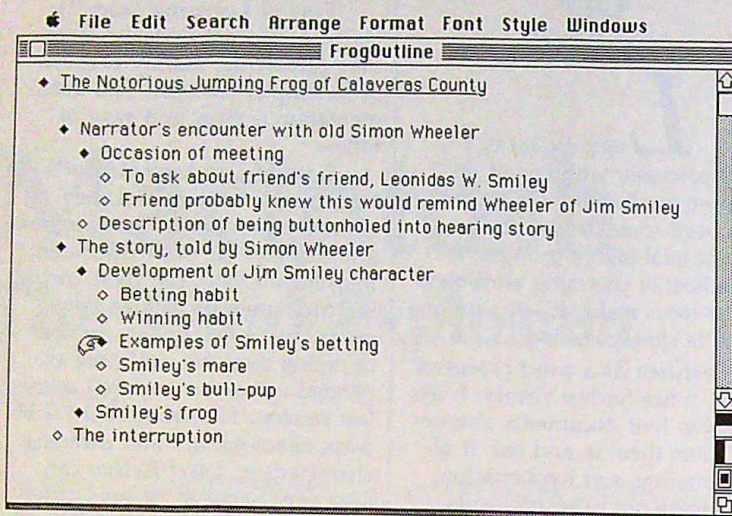 File Edit Search Arrange Format Font Style Windows
FrogOutline
The Notorious Jumping Frog of Calaveras County
Narrator's encounter with old Simon Wheeler
Occasion of meeting
To ask about friend's friend, Leonidas W. Smiley
Friend probably knew this would remind Wheeler of Jim Smiley
Description of being buttonholed into hearing story
The story, told by Simon Wheeler
Development of Jim Smiley character
Betting habit
Winning habit
Examples of Smiley's betting
Smiley's mare
Smiley's bull-pup
Smiley's frog
The interruption